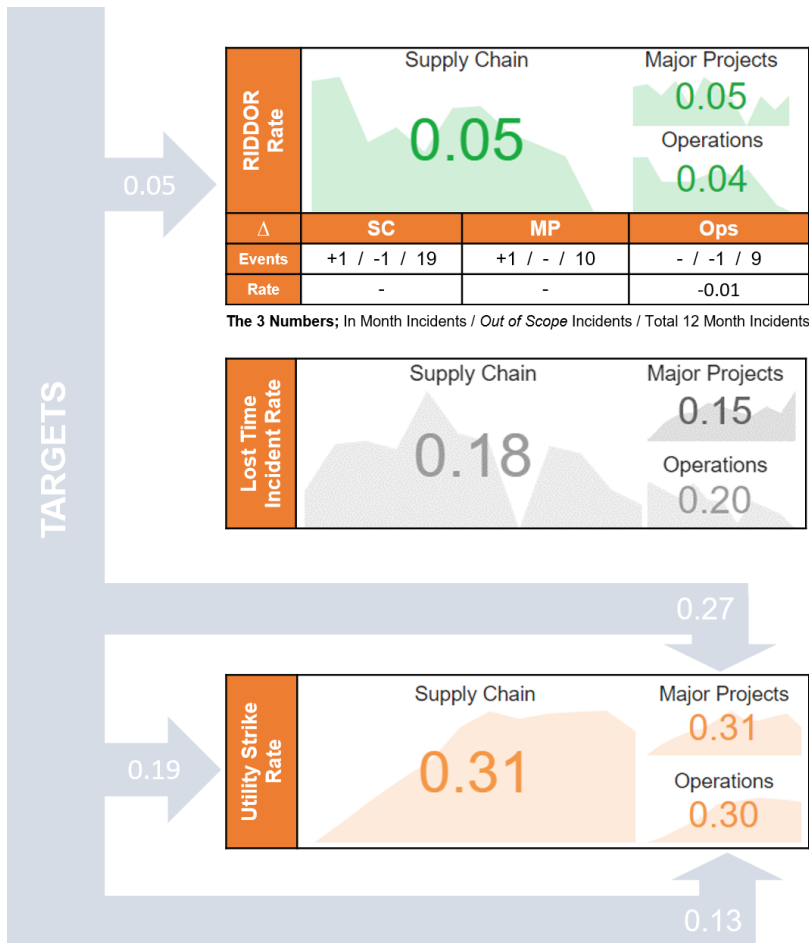 TARGETS
0.05
RIDDOR
Rate
Supply Chain
0.05
Major Projects
0.05
Operations
0.04
Δ SC MP Ops
Events +1 / -1 / 19 +1 / - / 10 - / -1 / 9
Rate - - -0.01
The 3 Numbers; In Month Incidents / Out of Scope Incidents / Total 12 Month Incidents
Lost Time
Incident Rate
Supply Chain
0.18
Major Projects
0.15
Operations
0.20
0.27
0.19
Utility Strike
Rate
Supply Chain
0.31
Major Projects
0.31
Operations
0.30
0.13